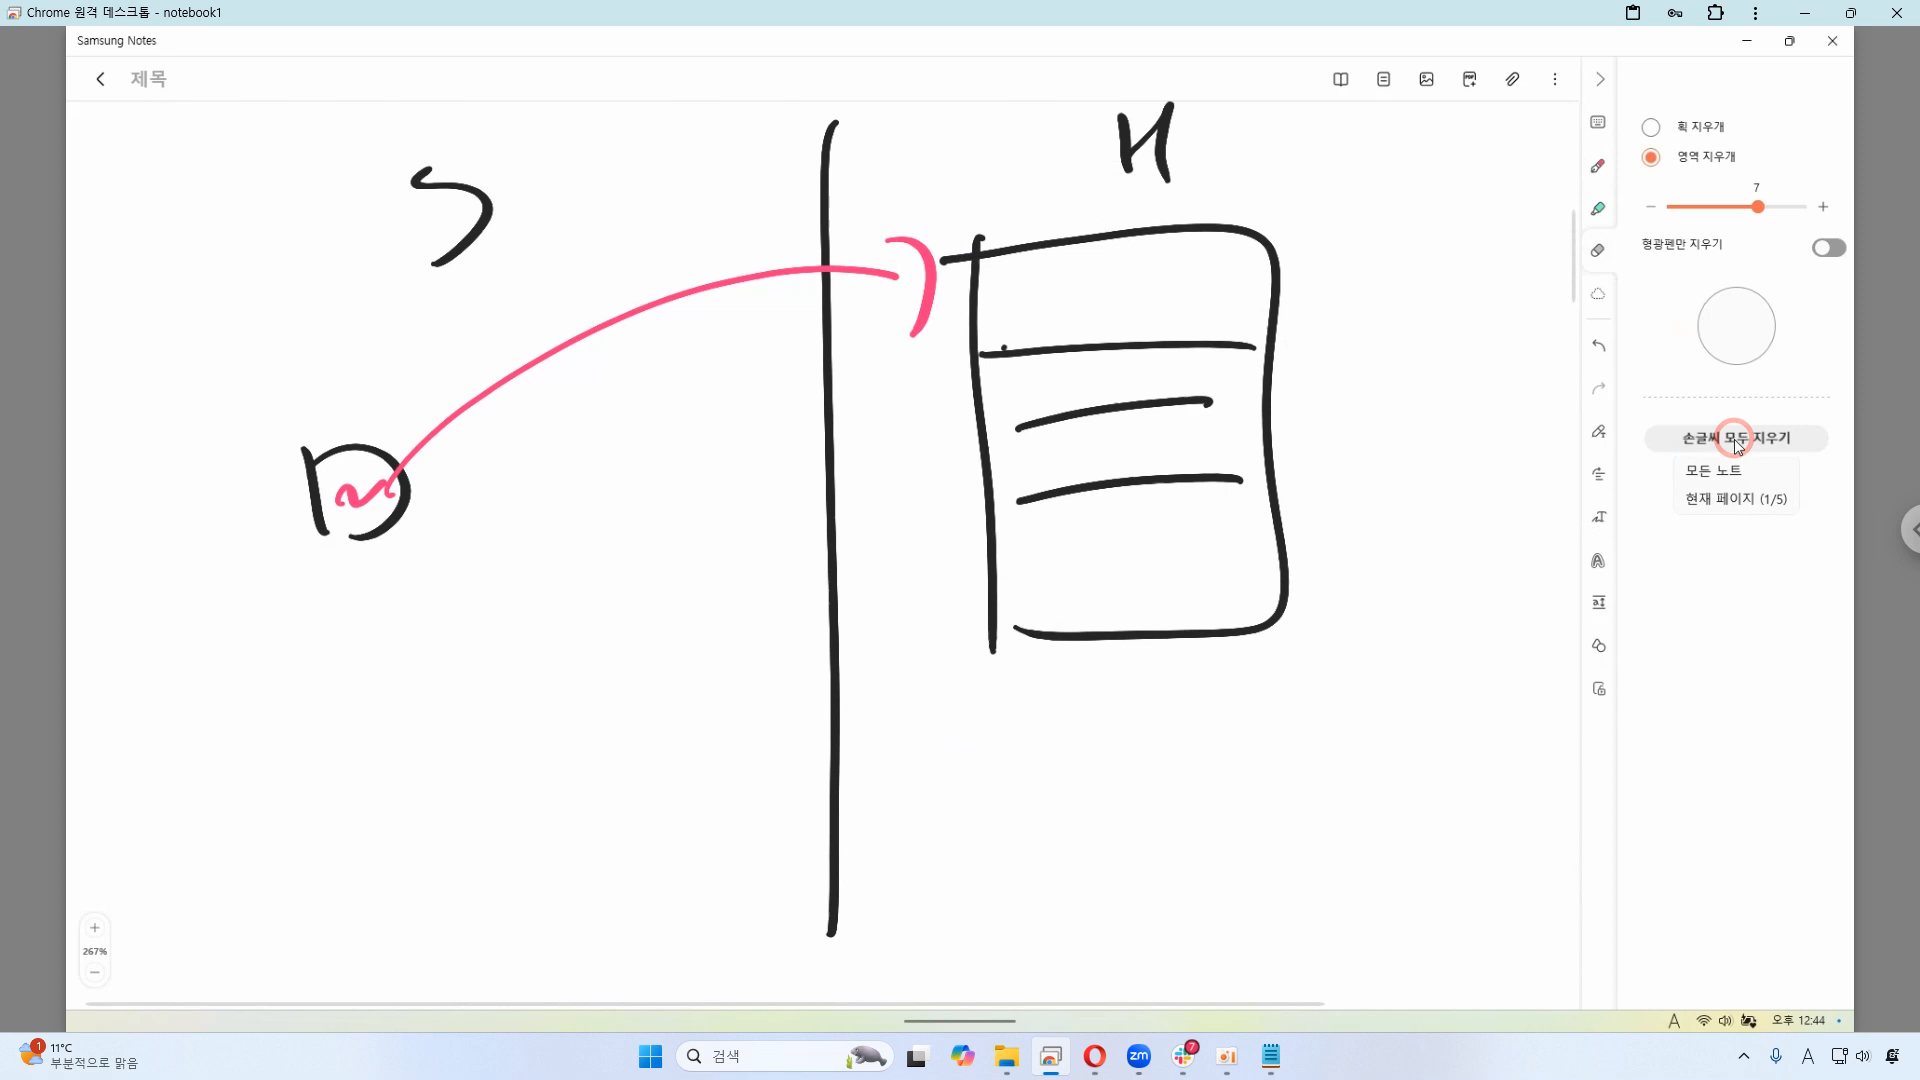 Chrome 원격 데스크톱 - notebook1
Samsung Notes
제목
획 지우개
영역 지우개
7
형광펜만 지우기
손글씨 모두 지우기
모든 노트
현재 페이지 (1/5)
S
H
D
267%
A
오후 12:44
1
11°C
부분적으로 맑음
검색
zm
7
A